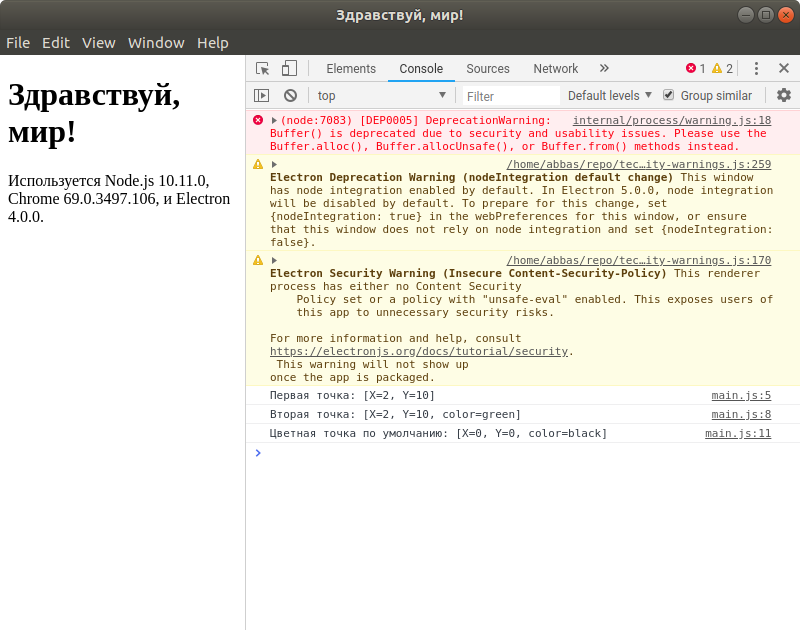 Здравствуй, мир!
File Edit View Window Help
Здравствуй,
мир!
Используется Node.js 10.11.0,
Chrome 69.0.3497.106, и Electron
4.0.0.
Elements Console Sources Network » 1 2
top Filter Default levels Group similar
(node:7083) [DEP0005] DeprecationWarning: internal/process/warning.js:18
Buffer() is deprecated due to security and usability issues. Please use the
Buffer.alloc(), Buffer.allocUnsafe(), or Buffer.from() methods instead.
/home/abbas/repo/tec…ity-warnings.js:259
Electron Deprecation Warning (nodeIntegration default change) This window
has node integration enabled by default. In Electron 5.0.0, node integration
will be disabled by default. To prepare for this change, set
{nodeIntegration: true} in the webPreferences for this window, or ensure
that this window does not rely on node integration and set {nodeIntegration:
false}.
/home/abbas/repo/tec…ity-warnings.js:170
Electron Security Warning (Insecure Content-Security-Policy) This renderer
process has either no Content Security
Policy set or a policy with "unsafe-eval" enabled. This exposes users of
this app to unnecessary security risks.
For more information and help, consult
https://electronjs.org/docs/tutorial/security.
This warning will not show up
once the app is packaged.
Первая точка: [X=2, Y=10] main.js:5
Вторая точка: [X=2, Y=10, color=green] main.js:8
Цветная точка по умолчанию: [X=0, Y=0, color=black] main.js:11